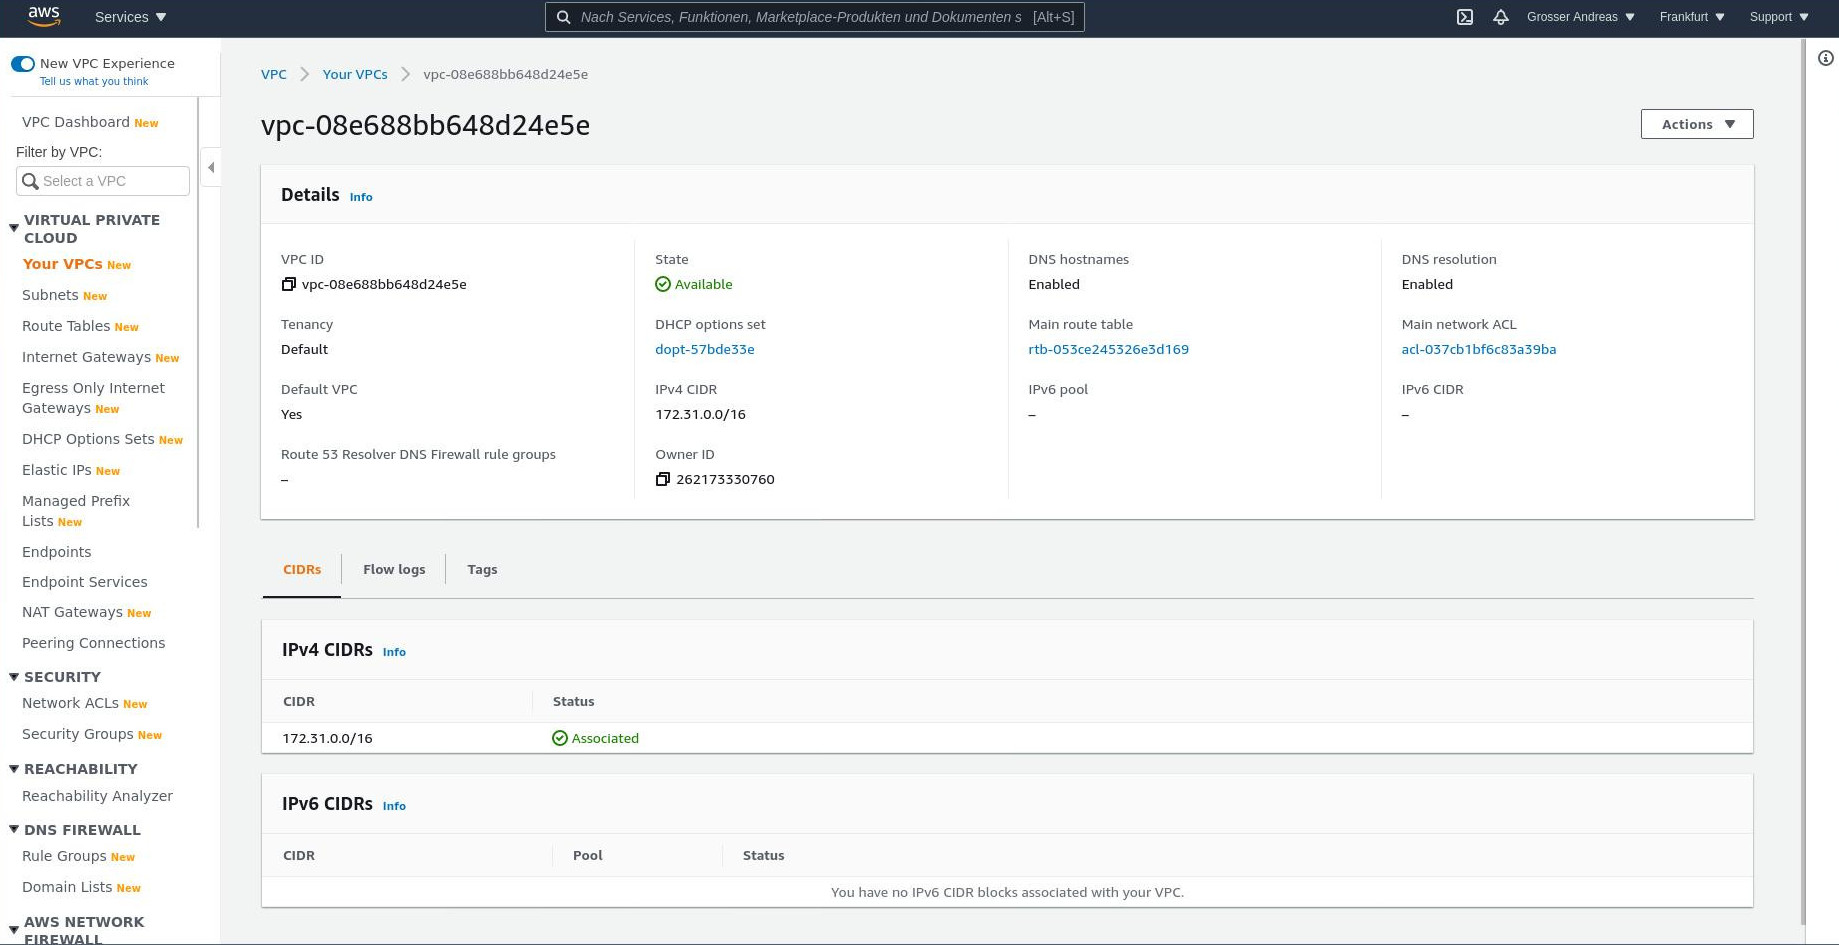 aws
Services
Nach Services, Funktionen, Marketplace-Produkten und Dokumenten s [Alt+S]
Grosser Andreas
Frankfurt
Support
New VPC Experience
Tell us what you think
VPC Dashboard New
Filter by VPC:
Select a VPC
VIRTUAL PRIVATE
CLOUD
Your VPCs New
Subnets New
Route Tables New
Internet Gateways New
Egress Only Internet
Gateways New
DHCP Options Sets New
Elastic IPs New
Managed Prefix
Lists New
Endpoints
Endpoint Services
NAT Gateways New
Peering Connections
SECURITY
Network ACLs New
Security Groups New
REACHABILITY
Reachability Analyzer
DNS FIREWALL
Rule Groups New
Domain Lists New
AWS NETWORK
FIREWALL
VPC
Your VPCs
vpc-08e688bb648d24e5e
vpc-08e688bb648d24e5e
Actions
Details Info
VPC ID
vpc-08e688bb648d24e5e
State
Available
DNS hostnames
Enabled
DNS resolution
Enabled
Tenancy
Default
DHCP options set
dopt-57bde33e
Main route table
rtb-053ce245326e3d169
Main network ACL
acl-037cb1bf6c83a39ba
Default VPC
Yes
IPv4 CIDR
172.31.0.0/16
IPv6 pool
–
IPv6 CIDR
–
Route 53 Resolver DNS Firewall rule groups
–
Owner ID
262173330760
CIDRs
Flow logs
Tags
IPv4 CIDRs Info
CIDR
Status
172.31.0.0/16
Associated
IPv6 CIDRs Info
CIDR
Pool
Status
You have no IPv6 CIDR blocks associated with your VPC.